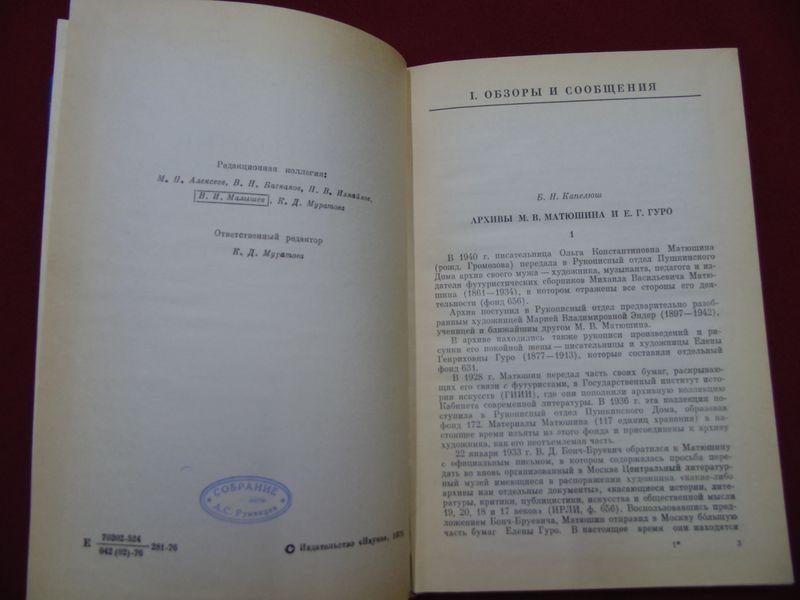 Редакционная коллегия:
М. П. Алексеев, В. Н. Баскаков, Н. В. Измайлов,
В. И. Малышев, К. Д. Муратова
Ответственный редактор
К. Д. Муратова
СОБРАНИЕ
А.С. Румянцев
Е 70202-524
042 (02)-76 281-76
© Издательство «Наука», 1976
I. ОБЗОРЫ И СООБЩЕНИЯ
Б. Н. Капелюш
АРХИВЫ М. В. МАТЮШИНА И Е. Г. ГУРО
1
В 1940 г. писательница Ольга Константиновна Матюшина
(рожд. Громозова) передала в Рукописный отдел Пушкинского
Дома архив своего мужа — художника, музыканта, педагога и из-
дателя футуристических сборников Михаила Васильевича Матю-
шина (1861—1934), в котором отражены все стороны его дея-
тельности (фонд 656).
Архив поступил в Рукописный отдел предварительно разоб-
ранным художницей Марией Владимировной Эндер (1897—1942),
ученицей и ближайшим другом М. В. Матюшина.
В архиве находились также рукописи произведений и ри-
сунки его покойной жены — писательницы и художницы Елены
Генриховны Гуро (1877—1913), которые составили отдельный
фонд 631.
В 1928 г. Матюшин передал часть своих бумаг, раскрываю-
щих его связи с футуристами, в Государственный институт исто-
рии искусств (ГИИИ), где они пополнили архивную коллекцию
Кабинета современной литературы. В 1936 г. эта коллекция по-
ступила в Рукописный отдел Пушкинского Дома, образовав
фонд 172. Материалы Матюшина (117 единиц хранения) в на-
стоящее время изъяты из этого фонда и присоединены к архиву
художника, как его неотъемлемая часть.
22 января 1933 г. В. Д. Бонч-Бруевич обратился к Матюшину
с официальным письмом, в котором содержалась просьба пере-
дать во вновь организованный в Москве Центральный литератур-
ный музей имеющиеся в распоряжении художника «какие-либо
архивы или отдельные документы», «касающиеся истории, лите-
ратуры, критики, публицистики, искусства и общественной мысли
19, 20, 18 и 17 веков» (ИРЛИ, ф. 656). Воспользовавшись пред-
ложением Бонч-Бруевича, Матюшин отправил в Москву бо́льшую
часть бумаг Елены Гуро. В настоящее время они находятся
1* 3